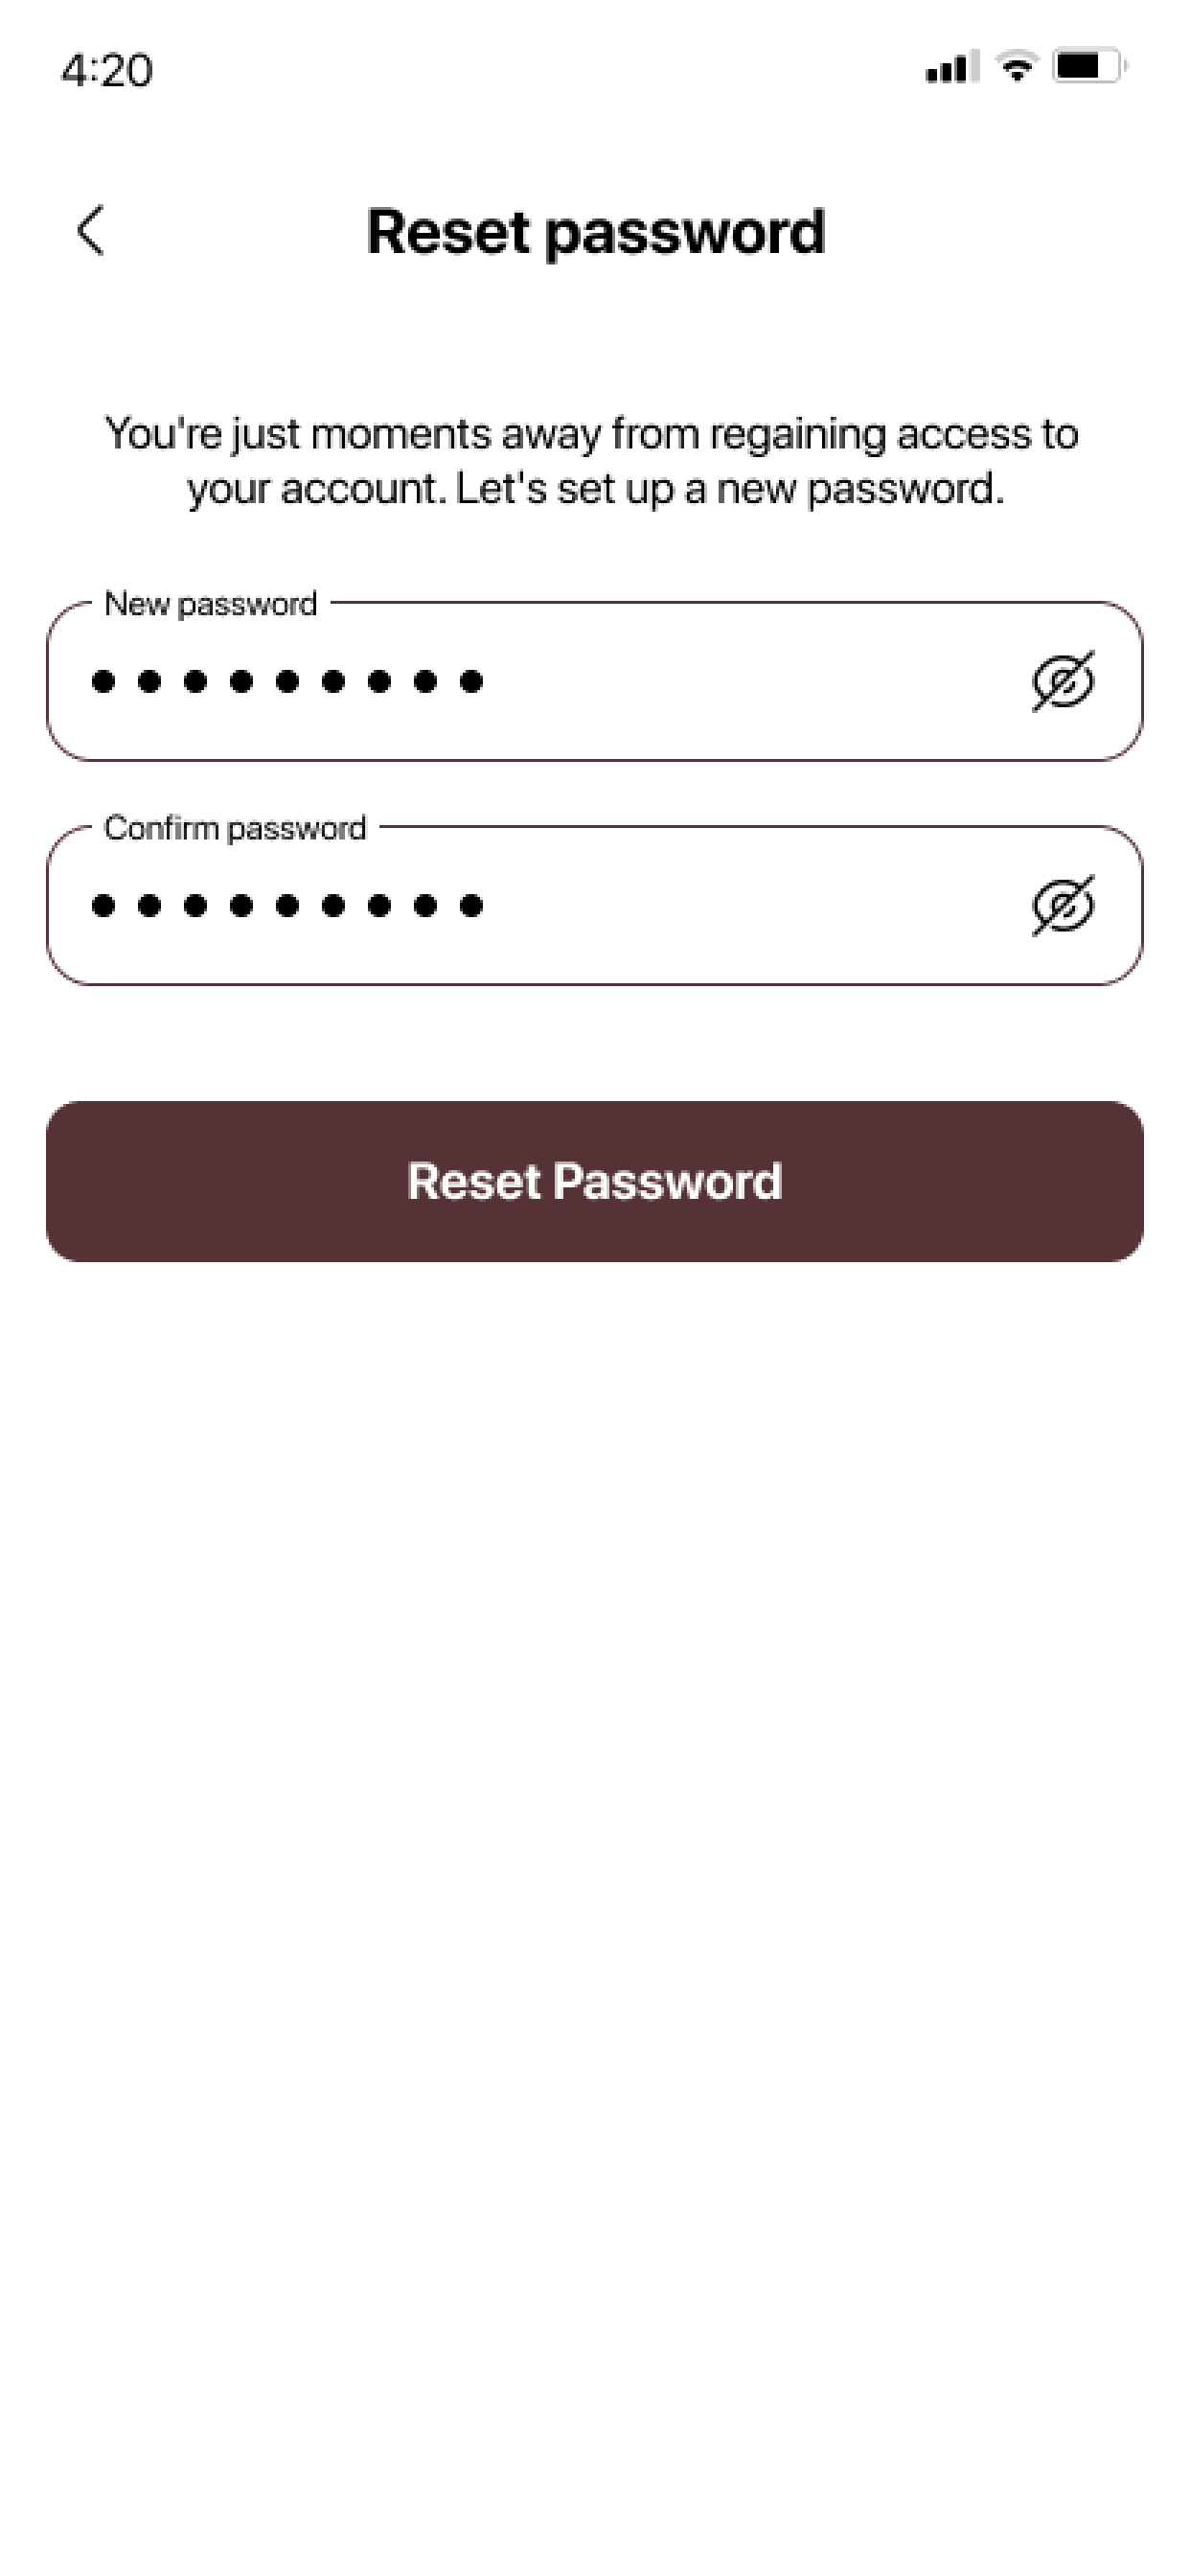 4:20
Reset password
You're just moments away from regaining access to
your account. Let's set up a new password.
New password
Confirm password
Reset Password